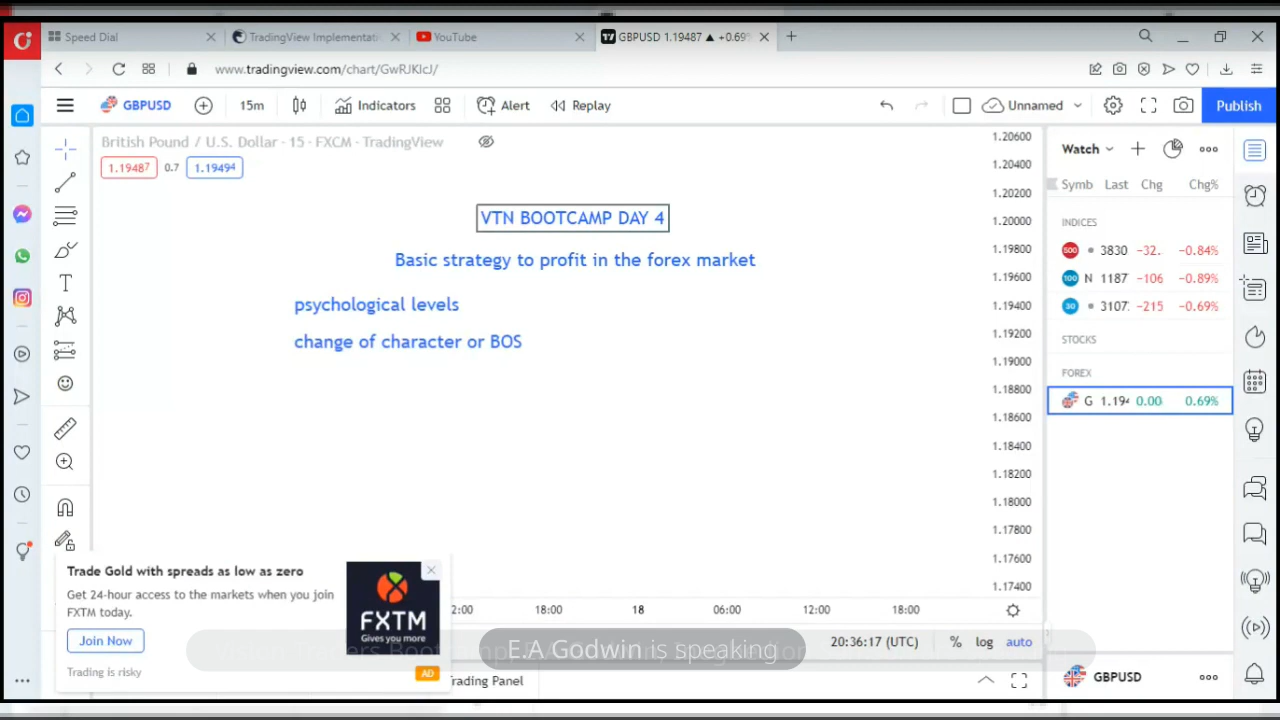 Speed Dial
TradingView Implementati
YouTube
GBPUSD 1.19487 ▲ +0.69%
www.tradingview.com/chart/GwRJKlcJ/
GBPUSD
15m
Indicators
Alert
Replay
Unnamed
Publish
British Pound / U.S. Dollar · 15 · FXCM · TradingView
1.19487 0.7 1.19494
VTN BOOTCAMP DAY 4
Basic strategy to profit in the forex market
psychological levels
change of character or BOS
1.20600
1.20400
1.20200
1.20000
1.19800
1.19600
1.19400
1.19200
1.19000
1.18800
1.18600
1.18400
1.18200
1.18000
1.17800
1.17600
1.17400
Watch
Symb Last Chg Chg%
INDICES
500 3830 −32. −0.84%
100 N 1187 −106 −0.89%
30 3107 −215 −0.69%
STOCKS
FOREX
G 1.194 0.00 0.69%
Trade Gold with spreads as low as zero
Get 24-hour access to the markets when you join
FXTM today.
Join Now
Trading is risky
FXTM
Gives you more
AD
2:00 18:00 18 06:00 12:00 18:00
20:36:17 (UTC) % log auto
E.A Godwin is speaking
rading Panel
GBPUSD